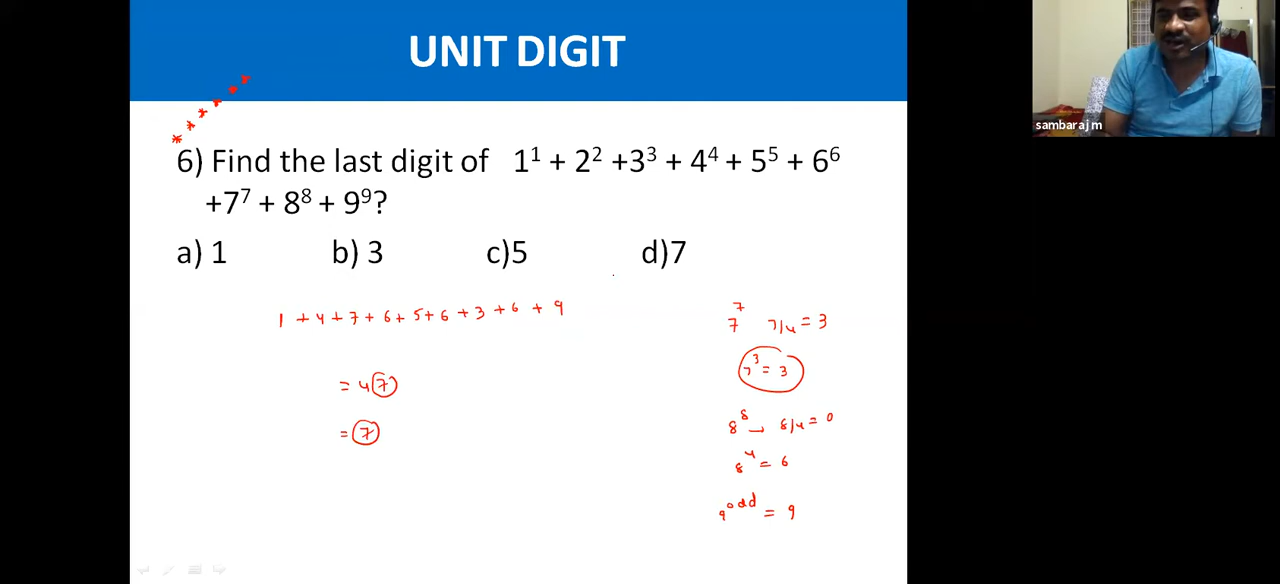 UNIT DIGIT
sambaraj m
6) Find the last digit of 1¹ + 2² +3³ + 4⁴ + 5⁵ + 6⁶
+7⁷ + 8⁸ + 9⁹?
a) 1 b) 3 c)5 d)7
1 + 4 + 7 + 6 + 5 + 6 + 3 + 6 + 9
= 47
= 7
7⁷ 7/4 = 3
7³ = 3
8⁸ → 8/4 = 0
8⁴ = 6
9ᵒᵈᵈ = 9